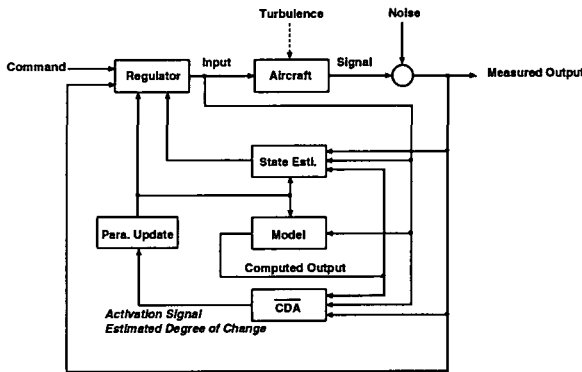 Turbulence
Noise
Command
Regulator
Input
Aircraft
Signal
Measured Output
State Esti.
Para. Update
Model
Computed Output
CDA
Activation Signal
Estimated Degree of Change